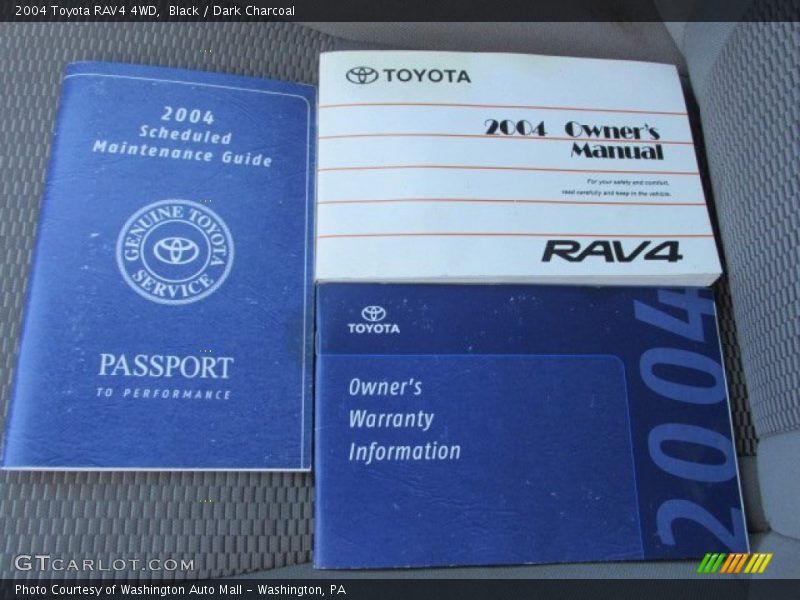 2004 Toyota RAV4 4WD, Black / Dark Charcoal
2004
Scheduled
Maintenance Guide
GENUINE TOYOTA
SERVICE
PASSPORT
TO PERFORMANCE
TOYOTA
2004 Owner's
Manual
For your safety and comfort,
read carefully and keep in the vehicle.
RAV4
TOYOTA
Owner's
Warranty
Information
2004
GTCARLOT.COM
Photo Courtesy of Washington Auto Mall - Washington, PA